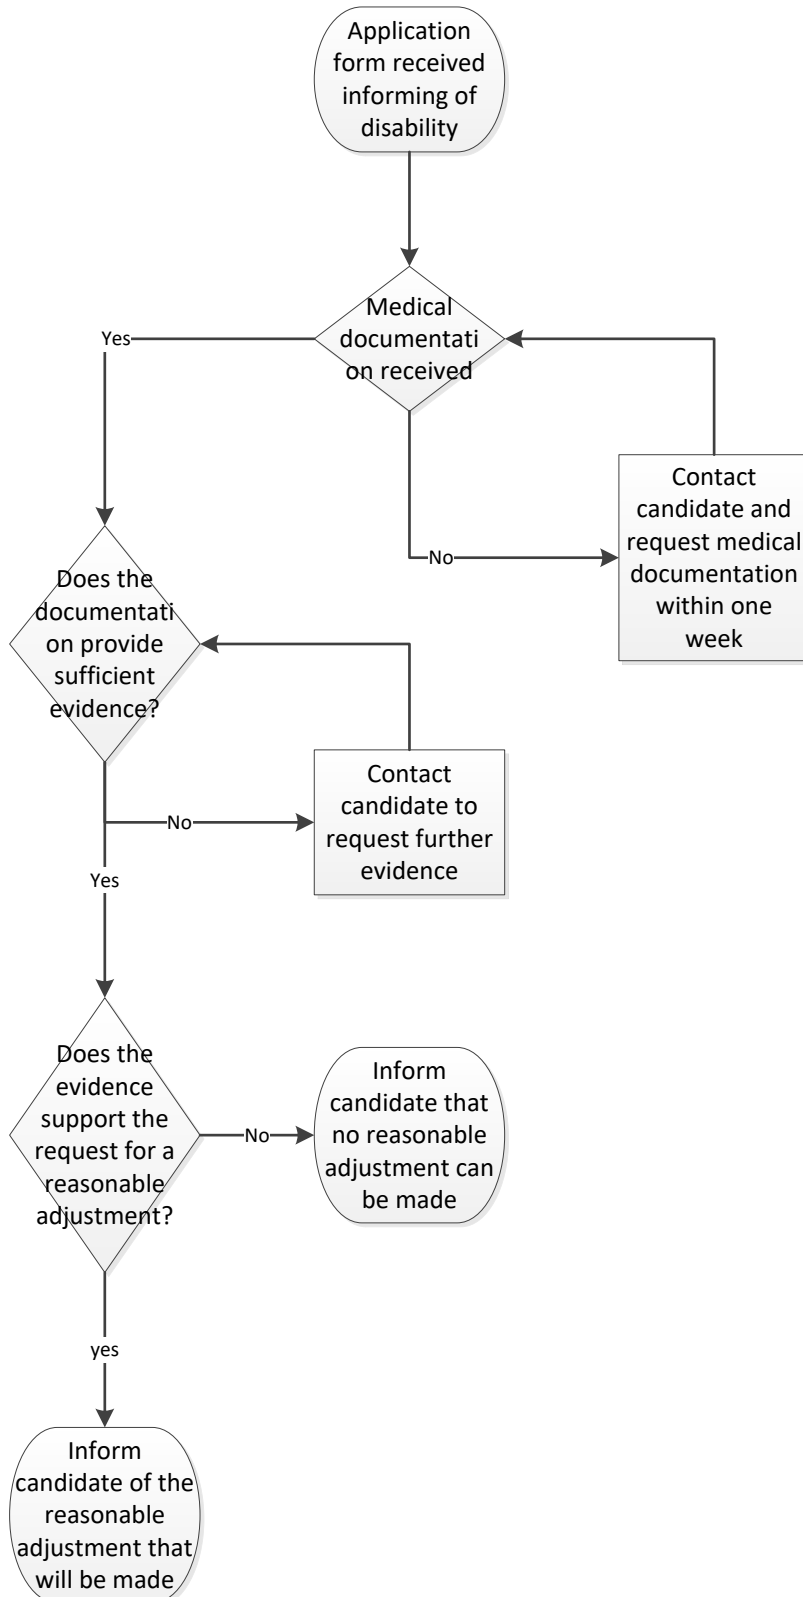 Application
form received
informing of
disability
Medical
documentati
on received
Yes
No
Contact
candidate and
request medical
documentation
within one
week
Does the
documentati
on provide
sufficient
evidence?
No
Contact
candidate to
request further
evidence
Yes
Does the
evidence
support the
request for a
reasonable
adjustment?
No
Inform
candidate that
no reasonable
adjustment can
be made
yes
Inform
candidate of the
reasonable
adjustment that
will be made